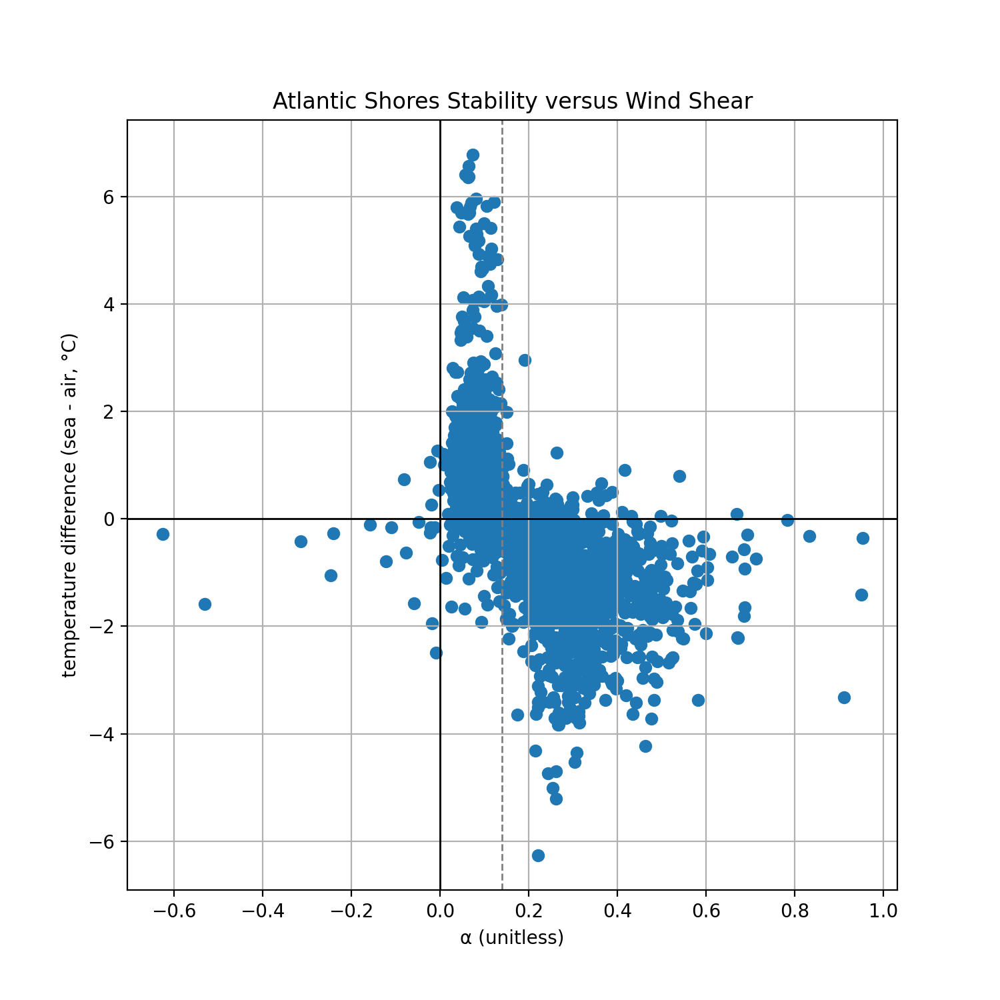 Atlantic Shores Stability versus Wind Shear
temperature difference (sea - air, °C)
6
4
2
0
−2
−4
−6
−0.6 −0.4 −0.2 0.0 0.2 0.4 0.6 0.8 1.0
α (unitless)